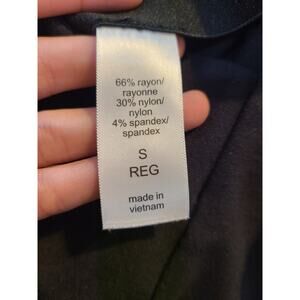 66% rayon/
rayonne
30% nylon/
nylon
4% spandex/
spandex
S
REG
made in
vietnam